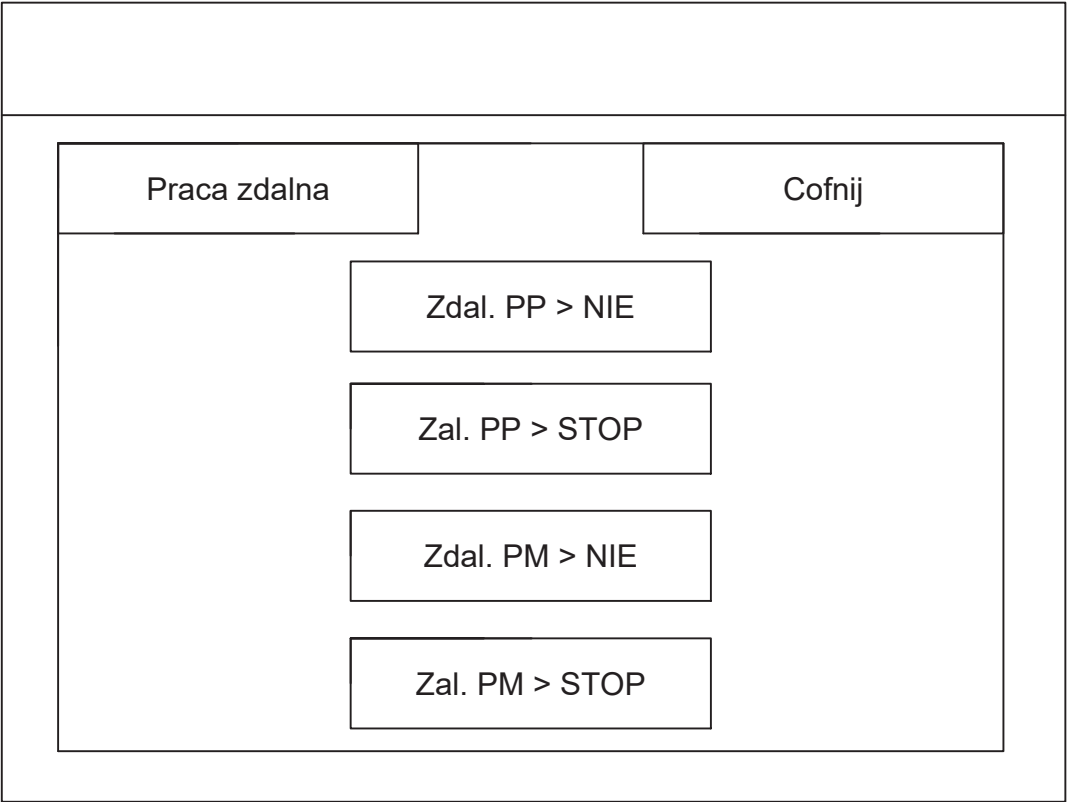 Praca zdalna
Cofnij
Zdal. PP > NIE
Zal. PP > STOP
Zdal. PM > NIE
Zal. PM > STOP